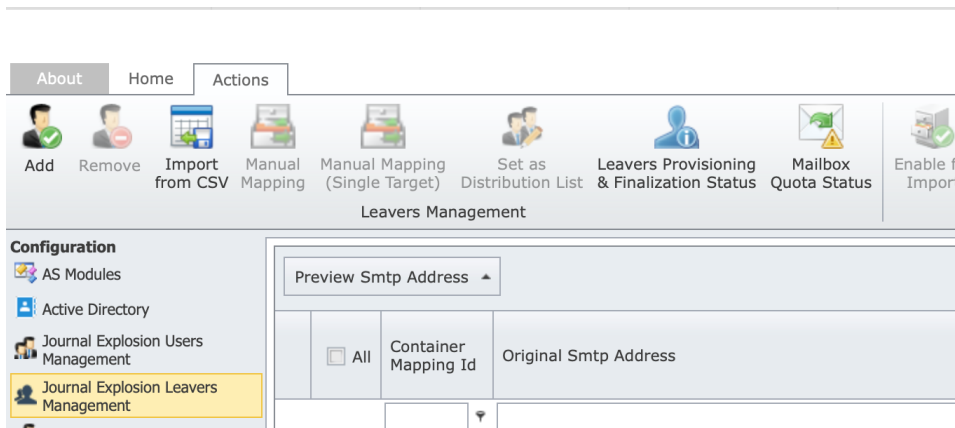 About Home Actions
Add Remove Import from CSV Manual Mapping Manual Mapping (Single Target) Set as Distribution List Leavers Provisioning & Finalization Status Mailbox Quota Status Enable
Leavers Management
Configuration
AS Modules
Active Directory
Journal Explosion Users
Management
Journal Explosion Leavers
Management
Preview Smtp Address
All
Container
Mapping Id
Original Smtp Address